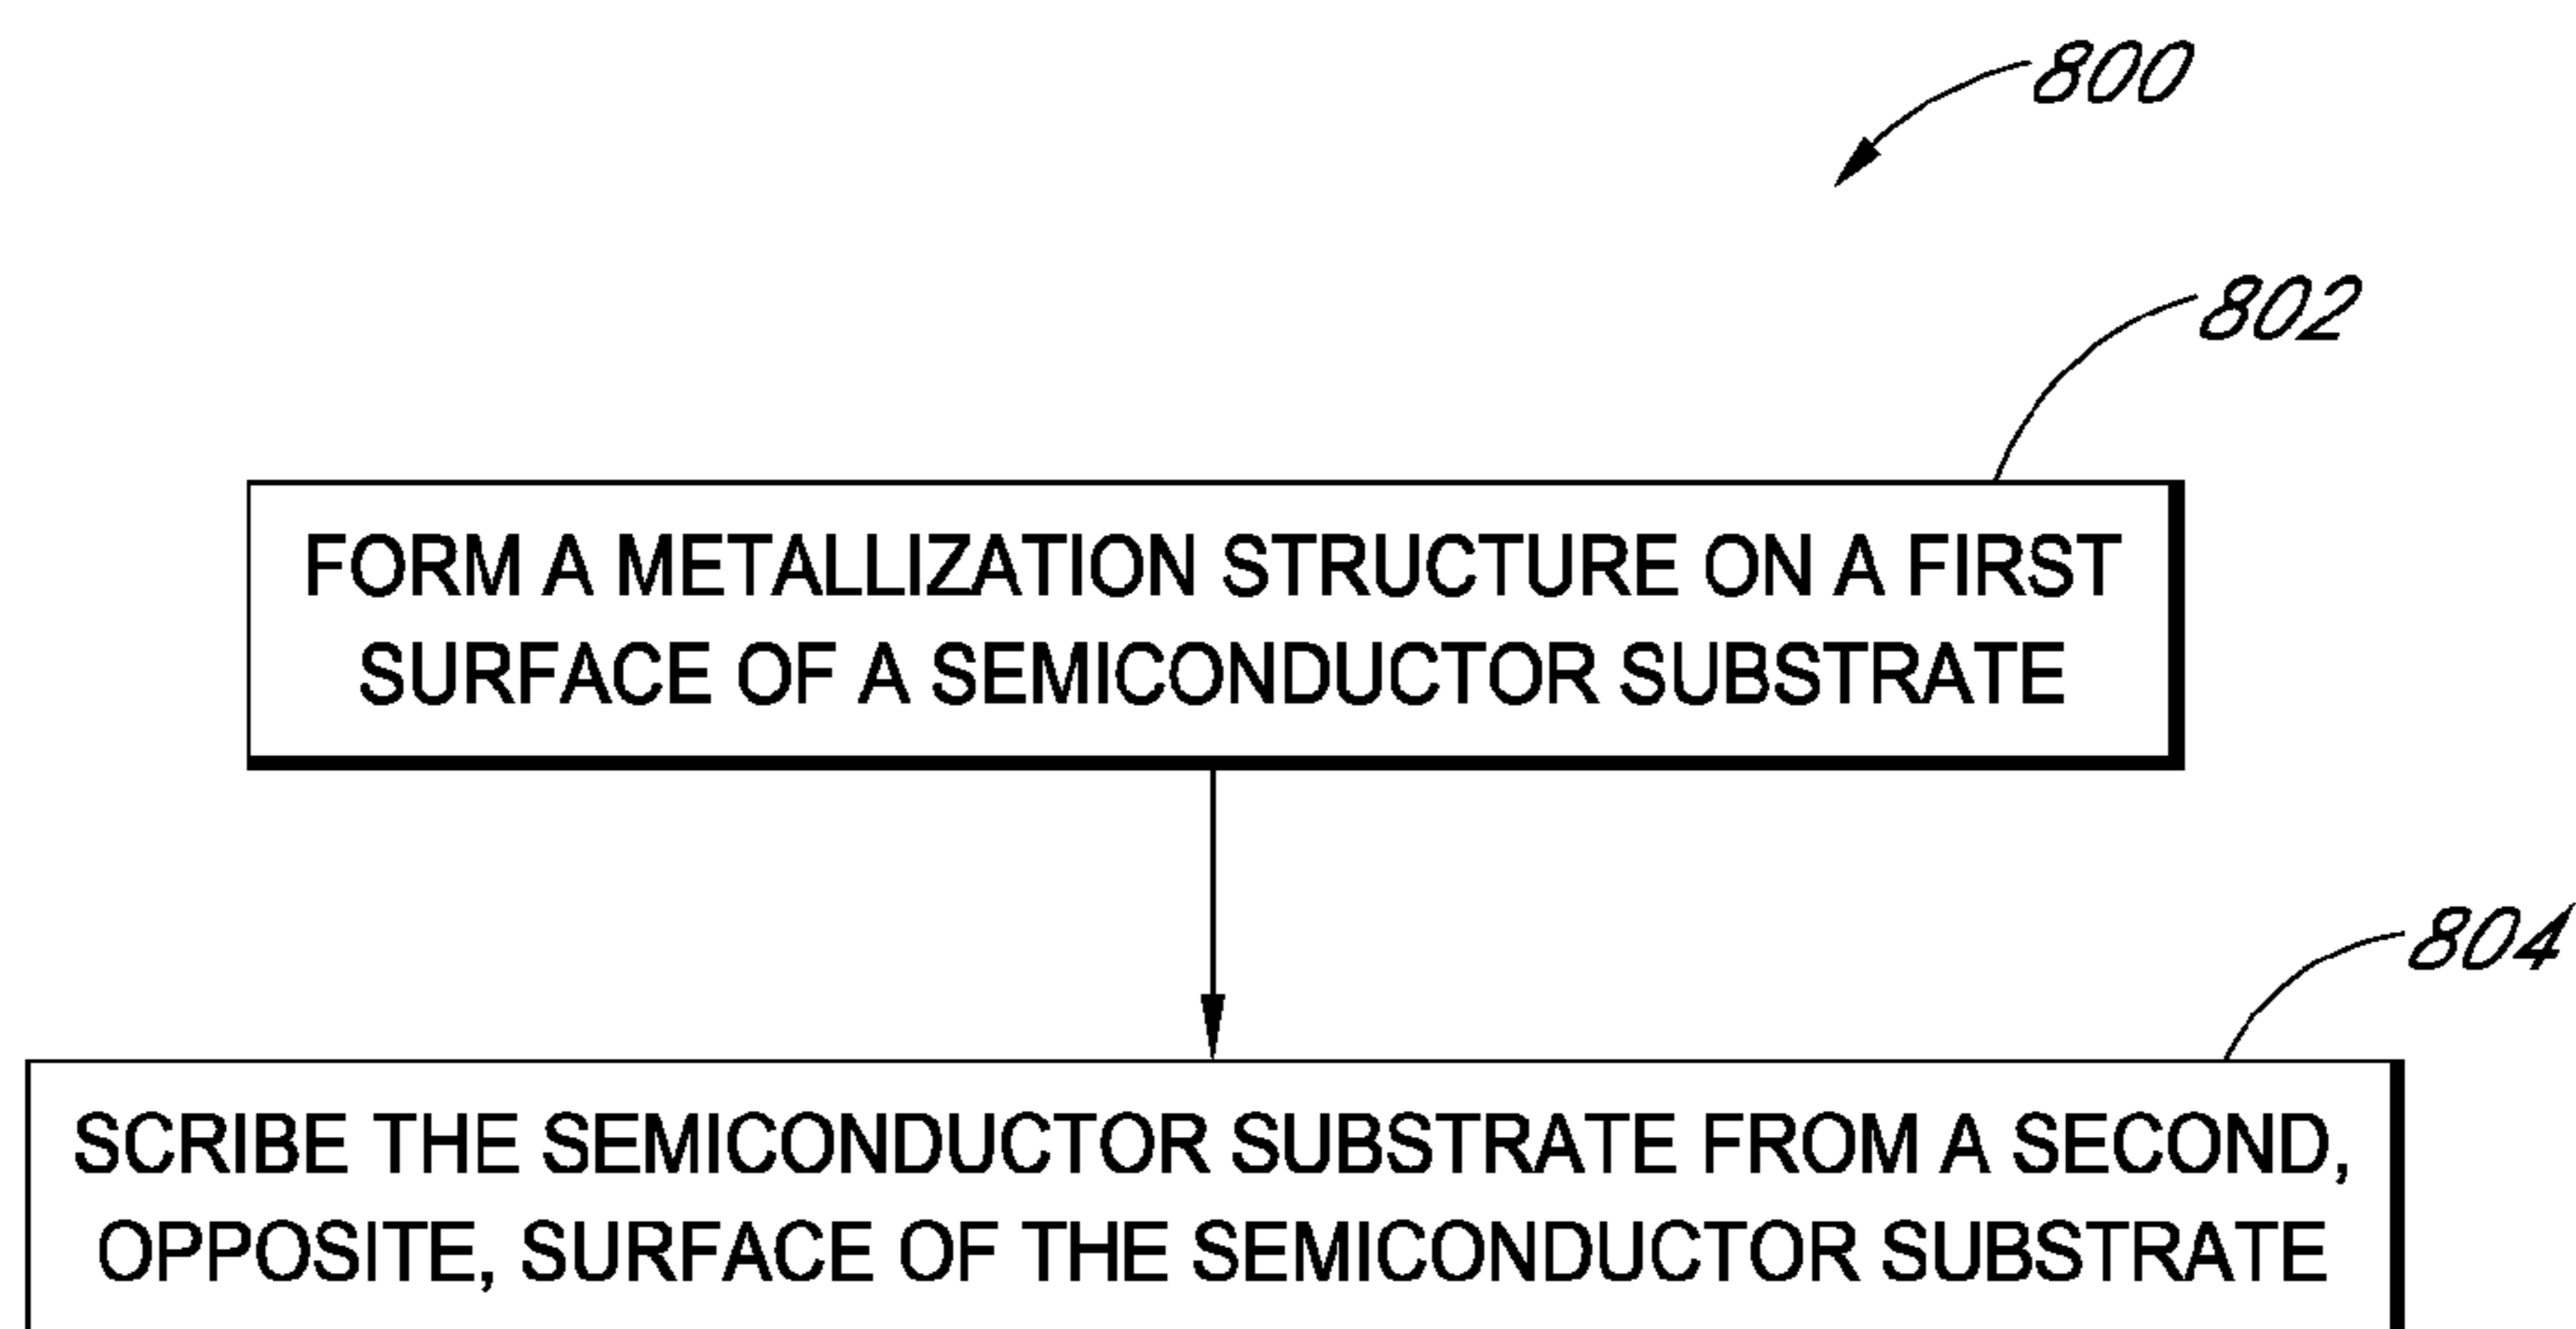 800
802
FORM A METALLIZATION STRUCTURE ON A FIRST
SURFACE OF A SEMICONDUCTOR SUBSTRATE
804
SCRIBE THE SEMICONDUCTOR SUBSTRATE FROM A SECOND,
OPPOSITE, SURFACE OF THE SEMICONDUCTOR SUBSTRATE